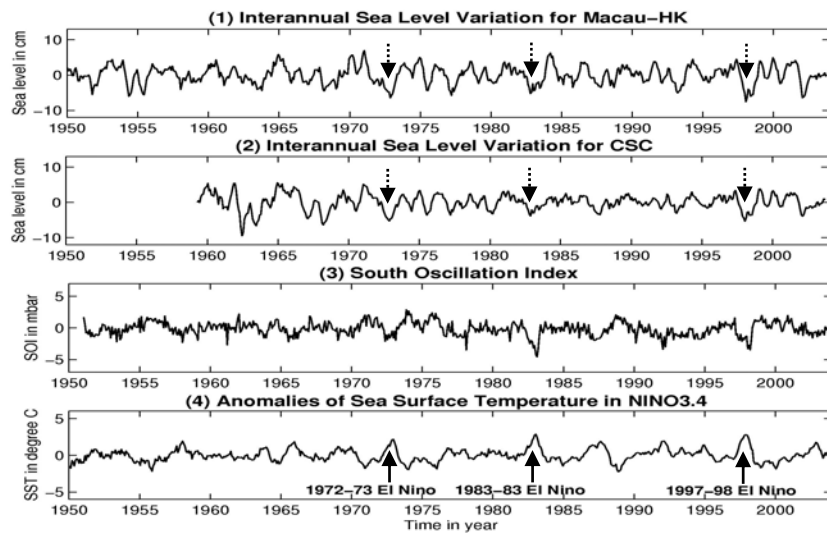 (1) Interannual Sea Level Variation for Macau−HK
Sea level in cm
10
0
−10
1950 1955 1960 1965 1970 1975 1980 1985 1990 1995 2000
(2) Interannual Sea Level Variation for CSC
Sea level in cm
10
0
−10
1950 1955 1960 1965 1970 1975 1980 1985 1990 1995 2000
(3) South Oscillation Index
SOI in mbar
5
0
−5
1950 1955 1960 1965 1970 1975 1980 1985 1990 1995 2000
(4) Anomalies of Sea Surface Temperature in NINO3.4
SST in degree C
5
0
−5
1972−73 El Nino 1983−83 El Nino 1997−98 El Nino
1950 1955 1960 1965 1970 1975 1980 1985 1990 1995 2000
Time in year